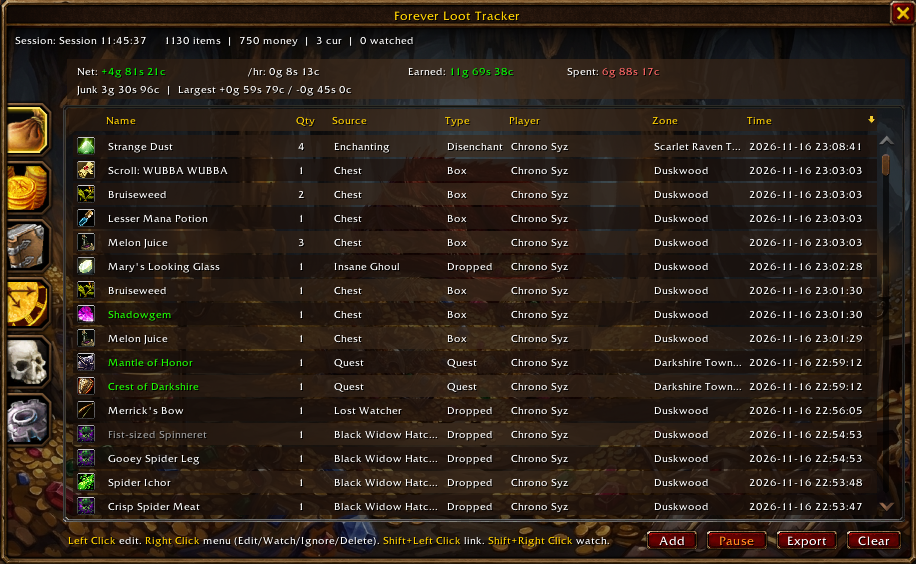 Forever Loot Tracker
Session: Session 11:45:37 1130 items | 750 money | 3 cur | 0 watched
Net: +4g 81s 21c /hr: 0g 8s 13c Earned: 11g 69s 38c Spent: 6g 88s 17c
Junk 3g 30s 96c | Largest +0g 59s 79c / -0g 45s 0c
Name Qty Source Type Player Zone Time
Strange Dust 4 Enchanting Disenchant Chrono Syz Scarlet Raven T... 2026-11-16 23:08:41
Scroll: WUBBA WUBBA 1 Chest Box Chrono Syz Duskwood 2026-11-16 23:03:03
Bruiseweed 2 Chest Box Chrono Syz Duskwood 2026-11-16 23:03:03
Lesser Mana Potion 1 Chest Box Chrono Syz Duskwood 2026-11-16 23:03:03
Melon Juice 3 Chest Box Chrono Syz Duskwood 2026-11-16 23:03:03
Mary's Looking Glass 1 Insane Ghoul Dropped Chrono Syz Duskwood 2026-11-16 23:02:28
Bruiseweed 1 Chest Box Chrono Syz Duskwood 2026-11-16 23:01:30
Shadowgem 1 Chest Box Chrono Syz Duskwood 2026-11-16 23:01:30
Melon Juice 1 Chest Box Chrono Syz Duskwood 2026-11-16 23:01:29
Mantle of Honor 1 Quest Quest Chrono Syz Darkshire Town... 2026-11-16 22:59:12
Crest of Darkshire 1 Quest Quest Chrono Syz Darkshire Town... 2026-11-16 22:59:12
Merrick's Bow 1 Lost Watcher Dropped Chrono Syz Duskwood 2026-11-16 22:56:05
Fist-sized Spinneret 1 Black Widow Hatc... Dropped Chrono Syz Duskwood 2026-11-16 22:54:53
Gooey Spider Leg 1 Black Widow Hatc... Dropped Chrono Syz Duskwood 2026-11-16 22:54:53
Spider Ichor 1 Black Widow Hatc... Dropped Chrono Syz Duskwood 2026-11-16 22:53:48
Crisp Spider Meat 1 Black Widow Hatc... Dropped Chrono Syz Duskwood 2026-11-16 22:53:47
Left Click edit. Right Click menu (Edit/Watch/Ignore/Delete). Shift+Left Click link. Shift+Right Click watch. Add Pause Export Clear